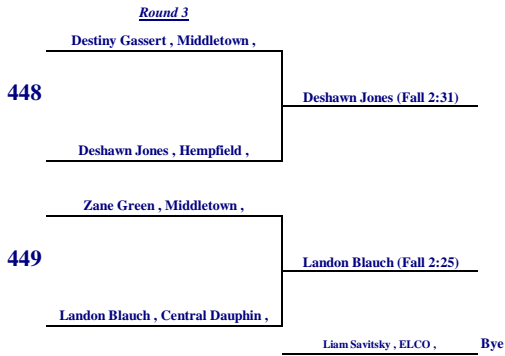 Round 3
Destiny Gassert , Middletown ,
448
Deshawn Jones (Fall 2:31)
Deshawn Jones , Hempfield ,
Zane Green , Middletown ,
449
Landon Blauch (Fall 2:25)
Landon Blauch , Central Dauphin ,
Liam Savitsky , ELCO , Bye